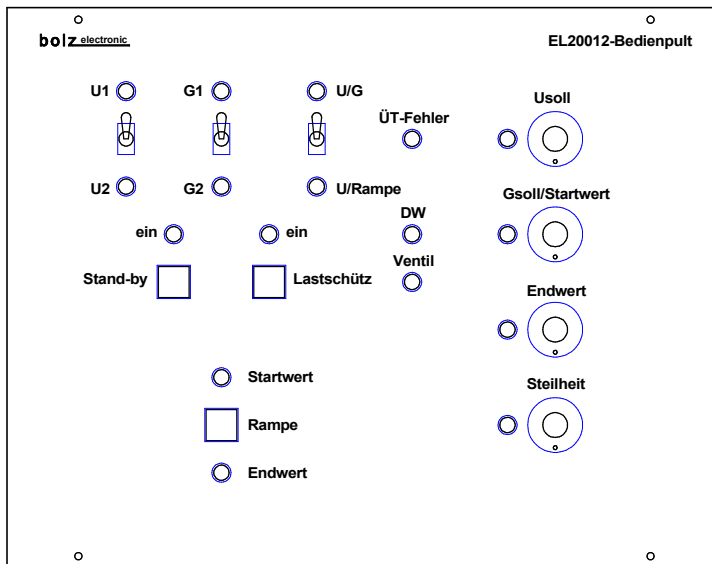 bolz electronic
EL20012-Bedienpult
U1
G1
U/G
Usoll
ÜT-Fehler
U2
G2
U/Rampe
Gsoll/Startwert
DW
ein
ein
Ventil
Stand-by
Lastschütz
Endwert
Startwert
Steilheit
Rampe
Endwert